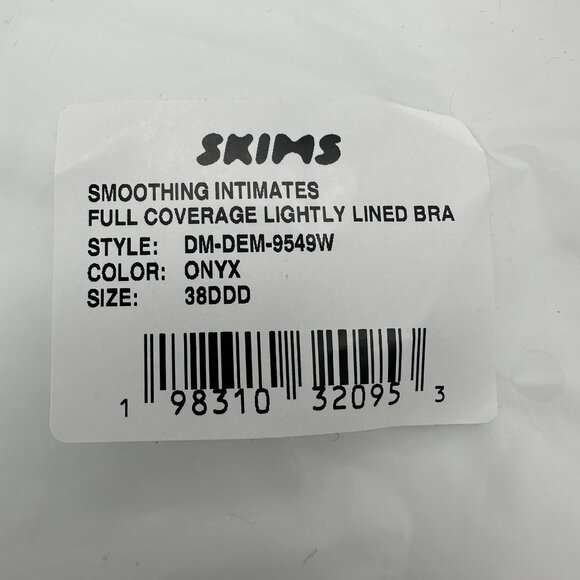 SKIMS
SMOOTHING INTIMATES
FULL COVERAGE LIGHTLY LINED BRA
STYLE: DM-DEM-9549W
COLOR: ONYX
SIZE: 38DDD
1 98310 32095 3